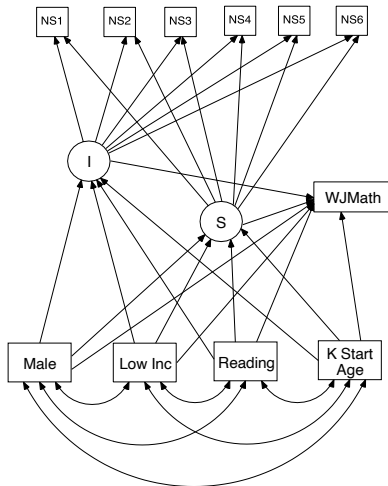 NS1 NS2 NS3 NS4 NS5 NS6
I
S
WJMath
Male Low Inc Reading K Start
Age